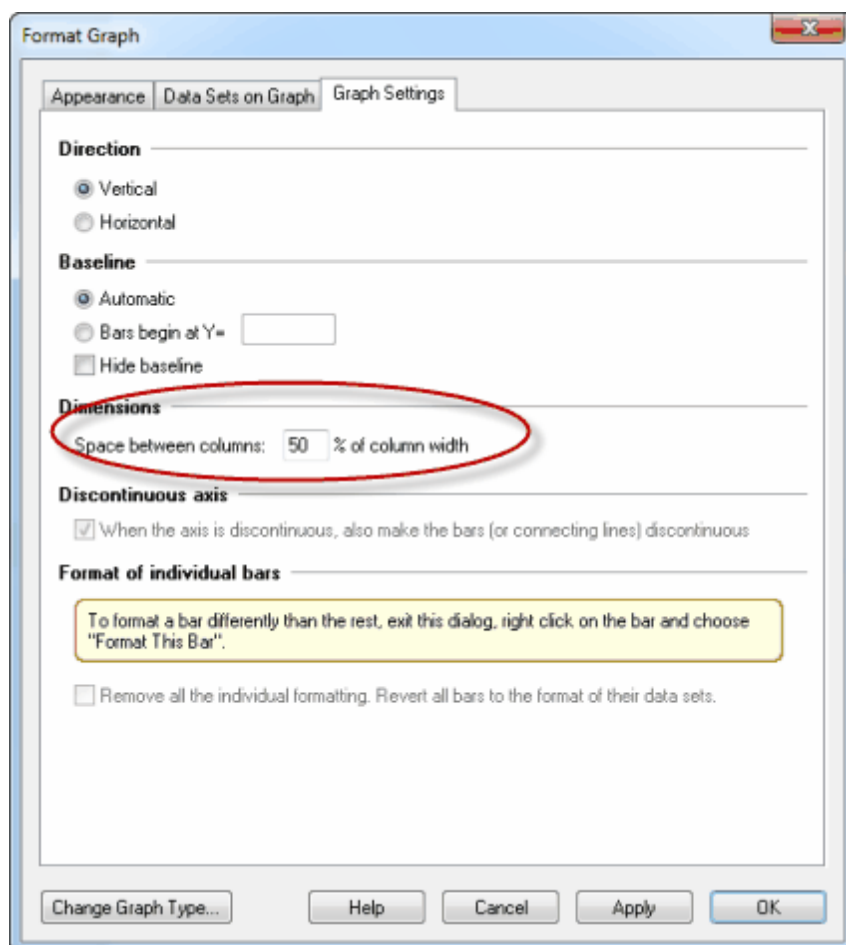 Format Graph
Appearance Data Sets on Graph Graph Settings
Direction
Vertical
Horizontal
Baseline
Automatic
Bars begin at Y=
Hide baseline
Dimensions
Space between columns: 50 % of column width
Discontinuous axis
When the axis is discontinuous, also make the bars (or connecting lines) discontinuous
Format of individual bars
To format a bar differently than the rest, exit this dialog, right click on the bar and choose
"Format This Bar".
Remove all the individual formatting. Revert all bars to the format of their data sets.
Change Graph Type... Help Cancel Apply OK